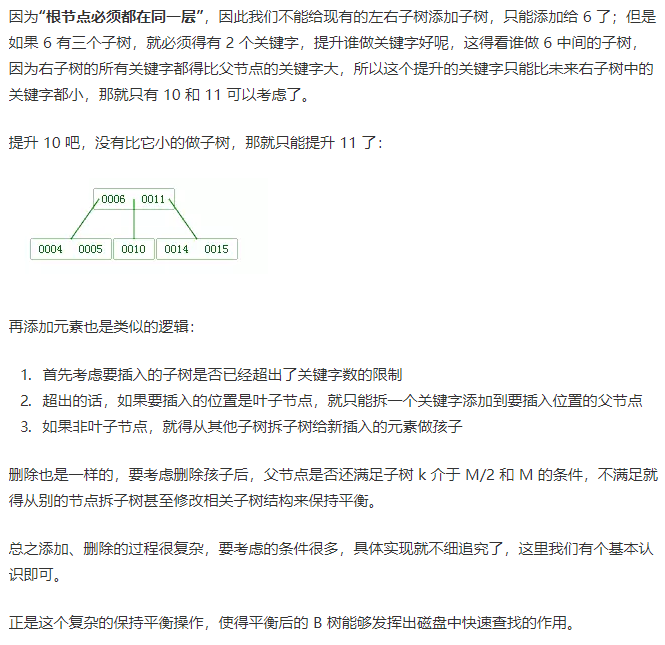 因为“根节点必须都在同一层”，因此我们不能给现有的左右子树添加子树，只能添加给 6 了；但是
如果 6 有三个子树，就必须得有 2 个关键字，提升谁做关键字好呢，这得看谁做 6 中间的子树，
因为右子树的所有关键字都得比父节点的关键字大，所以这个提升的关键字只能比未来右子树中的
关键字都小，那就只有 10 和 11 可以考虑了。
提升 10 吧，没有比它小的做子树，那就只能提升 11 了：
0006 0011
0004 0005 0010 0014 0015
再添加元素也是类似的逻辑：
1. 首先考虑要插入的子树是否已经超出了关键字数的限制
2. 超出的话，如果要插入的位置是叶子节点，就只能拆一个关键字添加到要插入位置的父节点
3. 如果非叶子节点，就得从其他子树拆子树给新插入的元素做孩子
删除也是一样的，要考虑删除孩子后，父节点是否还满足子树 k 介于 M/2 和 M 的条件，不满足就
得从别的节点拆子树甚至修改相关子树结构来保持平衡。
总之添加、删除的过程很复杂，要考虑的条件很多，具体实现就不细追究了，这里我们有个基本认
识即可。
正是这个复杂的保持平衡操作，使得平衡后的 B 树能够发挥出磁盘中快速查找的作用。